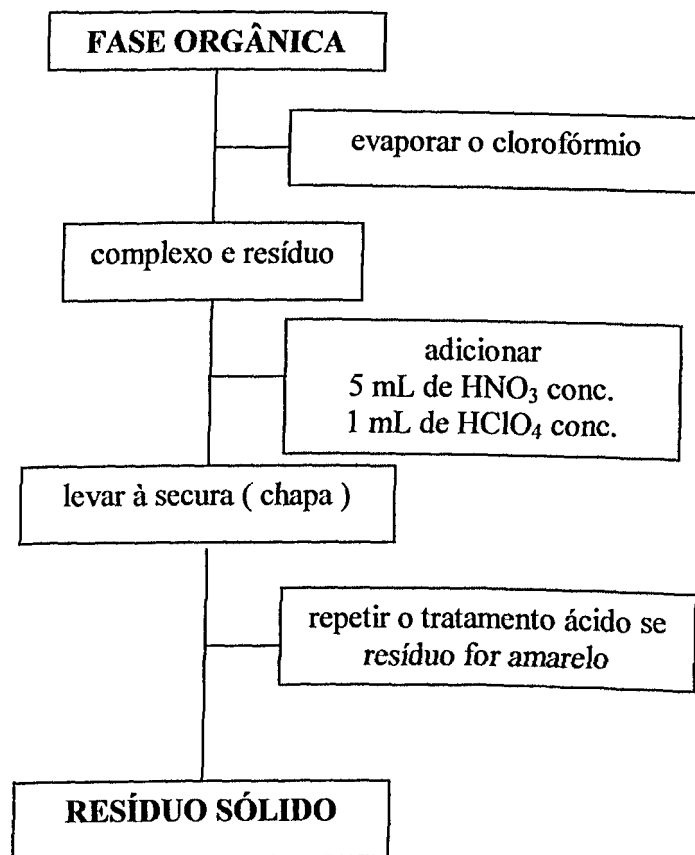 FASE ORGÂNICA
evaporar o clorofórmio
complexo e resíduo
adicionar
5 mL de HNO₃ conc.
1 mL de HClO₄ conc.
levar à secura ( chapa )
repetir o tratamento ácido se
resíduo for amarelo
RESÍDUO SÓLIDO